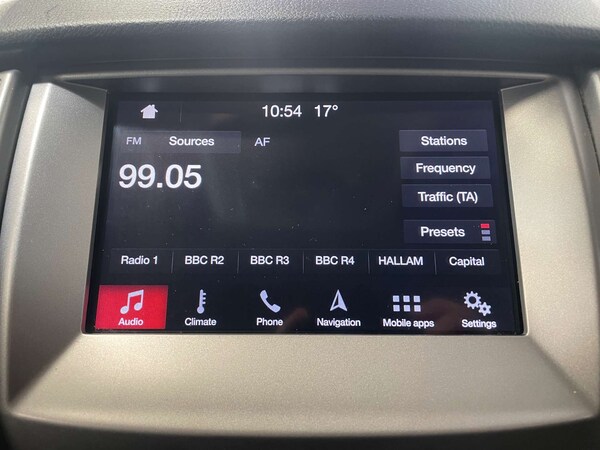 10:54 17°
FM Sources AF Stations
99.05
Frequency
Traffic (TA)
Presets
Radio 1 BBC R2 BBC R3 BBC R4 HALLAM Capital
Audio Climate Phone Navigation Mobile apps Settings